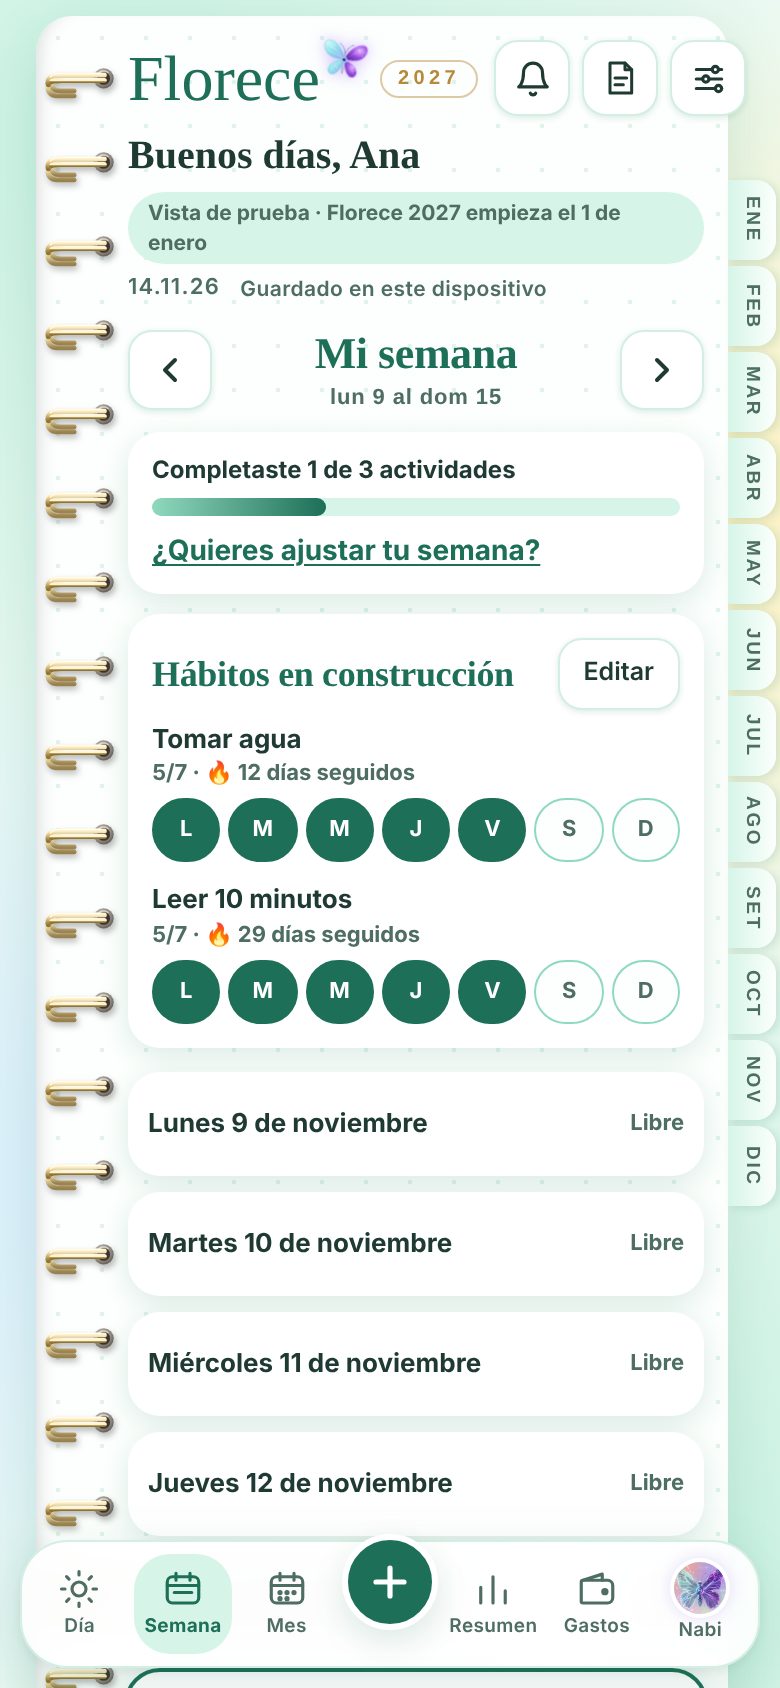 Florece
2027
Buenos días, Ana
Vista de prueba · Florece 2027 empieza el 1 de
enero
14.11.26 Guardado en este dispositivo
Mi semana
lun 9 al dom 15
Completaste 1 de 3 actividades
¿Quieres ajustar tu semana?
Hábitos en construcción
Editar
Tomar agua
5/7 · 🔥 12 días seguidos
L M M J V S D
Leer 10 minutos
5/7 · 🔥 29 días seguidos
L M M J V S D
Lunes 9 de noviembre Libre
Martes 10 de noviembre Libre
Miércoles 11 de noviembre Libre
Jueves 12 de noviembre Libre
ENE
FEB
MAR
ABR
MAY
JUN
JUL
AGO
SET
OCT
NOV
DIC
Día Semana Mes Resumen Gastos Nabi